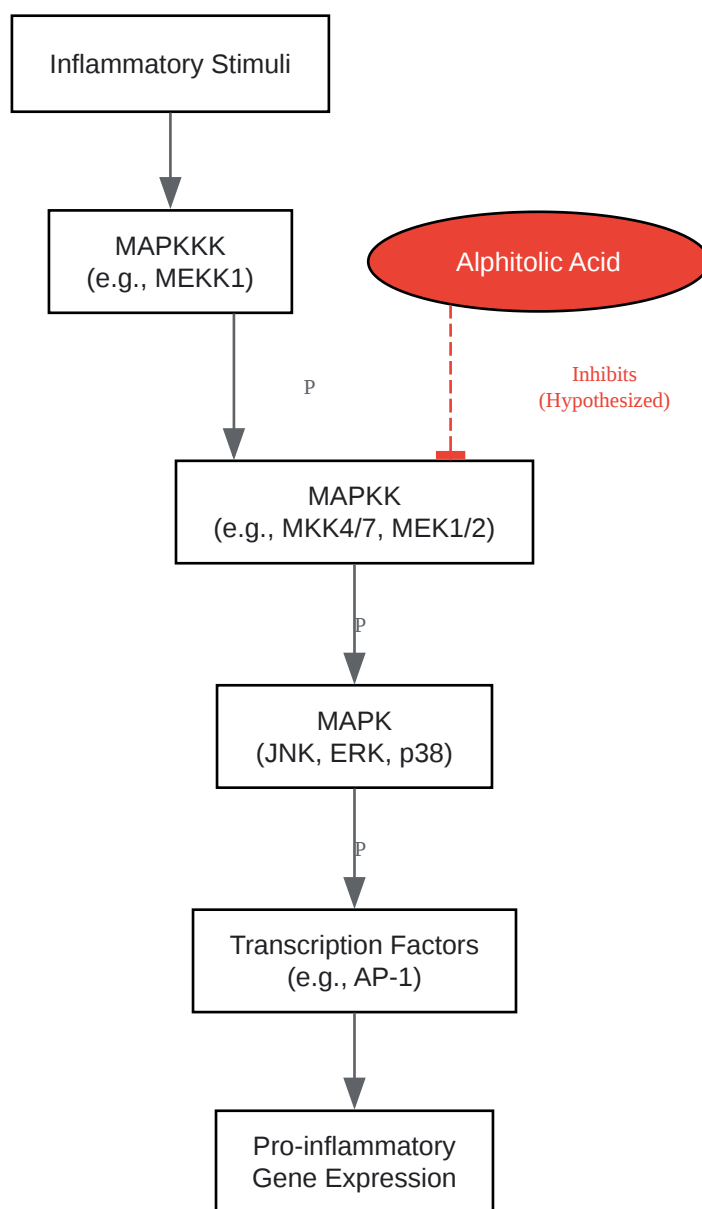 Inflammatory Stimuli
MAPKKK
(e.g., MEKK1)
Alphitolic Acid
P
Inhibits
(Hypothesized)
MAPKK
(e.g., MKK4/7, MEK1/2)
P
MAPK
(JNK, ERK, p38)
P
Transcription Factors
(e.g., AP-1)
Pro-inflammatory
Gene Expression